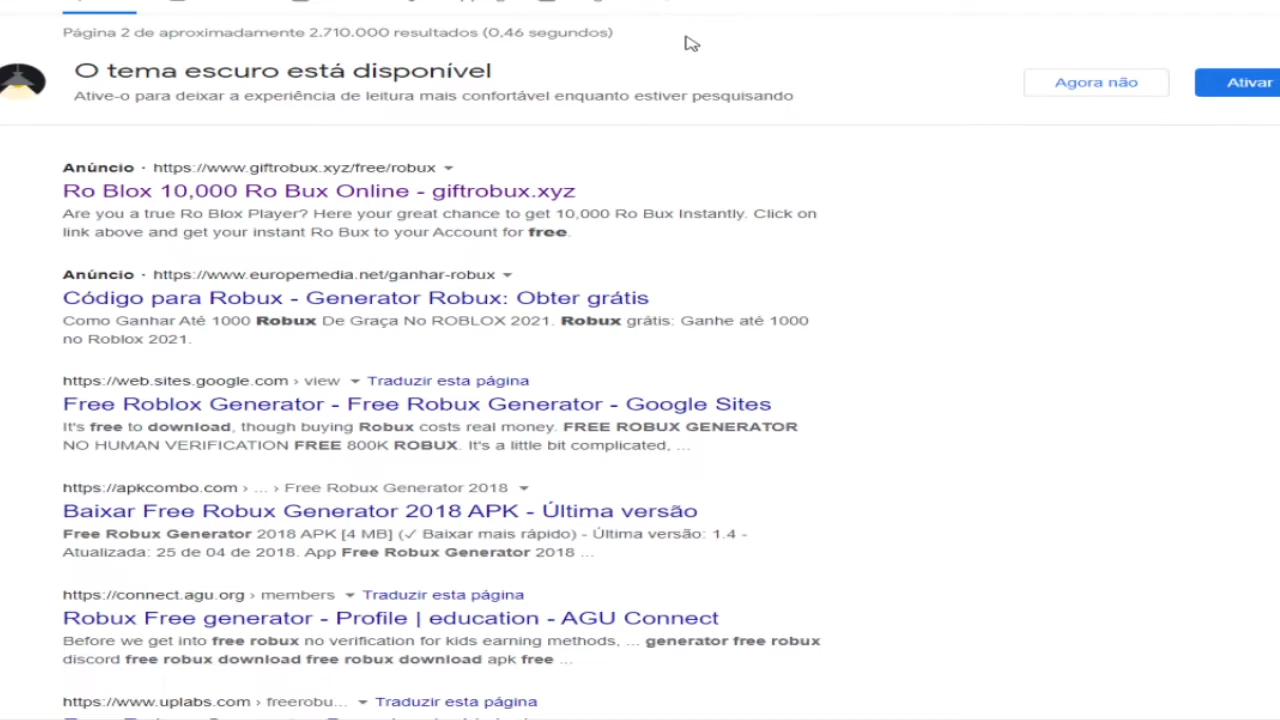 Página 2 de aproximadamente 2.710.000 resultados (0,46 segundos)
O tema escuro está disponível
Ative-o para deixar a experiência de leitura mais confortável enquanto estiver pesquisando
Agora não
Ativar
Anúncio · https://www.giftrobux.xyz/free/robux
Ro Blox 10,000 Ro Bux Online - giftrobux.xyz
Are you a true Ro Blox Player? Here your great chance to get 10,000 Ro Bux Instantly. Click on
link above and get your instant Ro Bux to your Account for free.
Anúncio · https://www.europemedia.net/ganhar-robux
Código para Robux - Generator Robux: Obter grátis
Como Ganhar Até 1000 Robux De Graça No ROBLOX 2021. Robux grátis: Ganhe até 1000
no Roblox 2021.
https://web.sites.google.com › view Traduzir esta página
Free Roblox Generator - Free Robux Generator - Google Sites
It's free to download, though buying Robux costs real money. FREE ROBUX GENERATOR
NO HUMAN VERIFICATION FREE 800K ROBUX. It's a little bit complicated, ...
https://apkcombo.com › ... › Free Robux Generator 2018
Baixar Free Robux Generator 2018 APK - Última versão
Free Robux Generator 2018 APK [4 MB] (✓ Baixar mais rápido) - Última versão: 1.4 -
Atualizada: 25 de 04 de 2018. App Free Robux Generator 2018 ...
https://connect.agu.org › members Traduzir esta página
Robux Free generator - Profile | education - AGU Connect
Before we get into free robux no verification for kids earning methods, ... generator free robux
discord free robux download free robux download apk free ...
https://www.uplabs.com › freerobu... Traduzir esta página